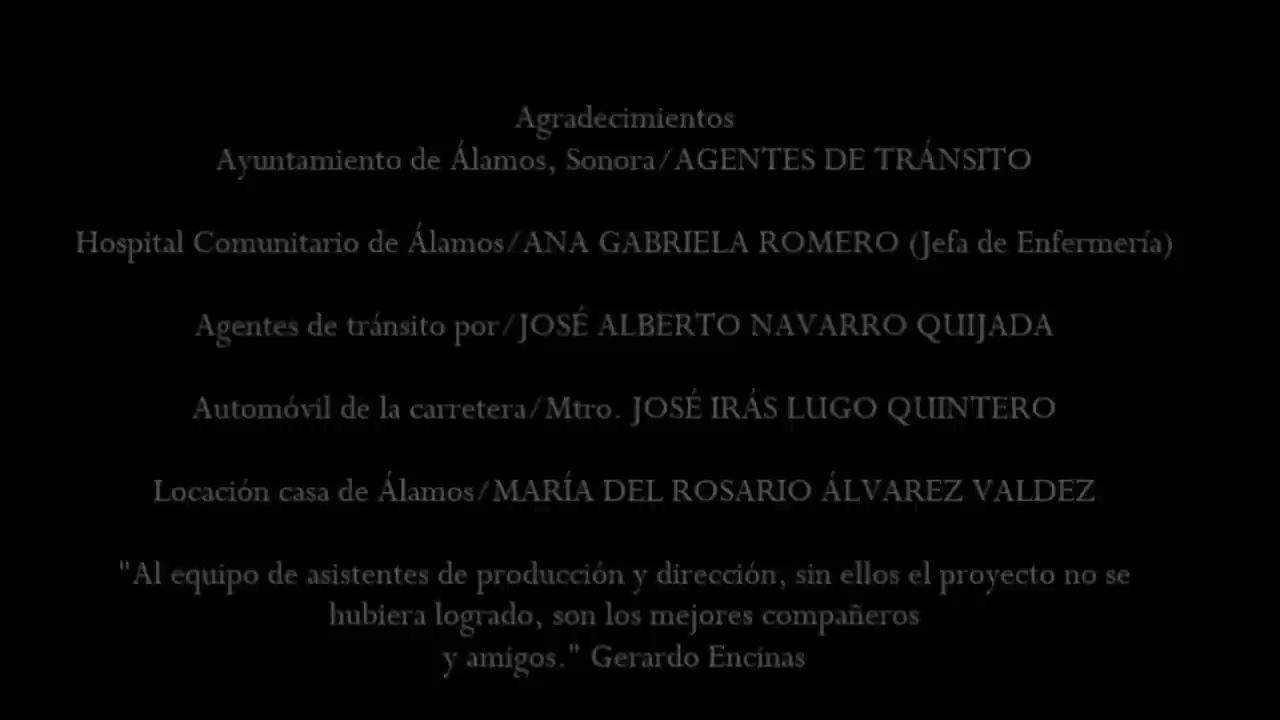 Agradecimientos
Ayuntamiento de Álamos, Sonora/AGENTES DE TRÁNSITO
Hospital Comunitario de Álamos/ANA GABRIELA ROMERO (Jefa de Enfermería)
Agentes de tránsito por/JOSÉ ALBERTO NAVARRO QUIJADA
Automóvil de la carretera/Mtro. JOSÉ IRÁS LUGO QUINTERO
Locación casa de Álamos/MARÍA DEL ROSARIO ÁLVAREZ VALDEZ
"Al equipo de asistentes de producción y dirección, sin ellos el proyecto no se
hubiera logrado, son los mejores compañeros
y amigos." Gerardo Encinas